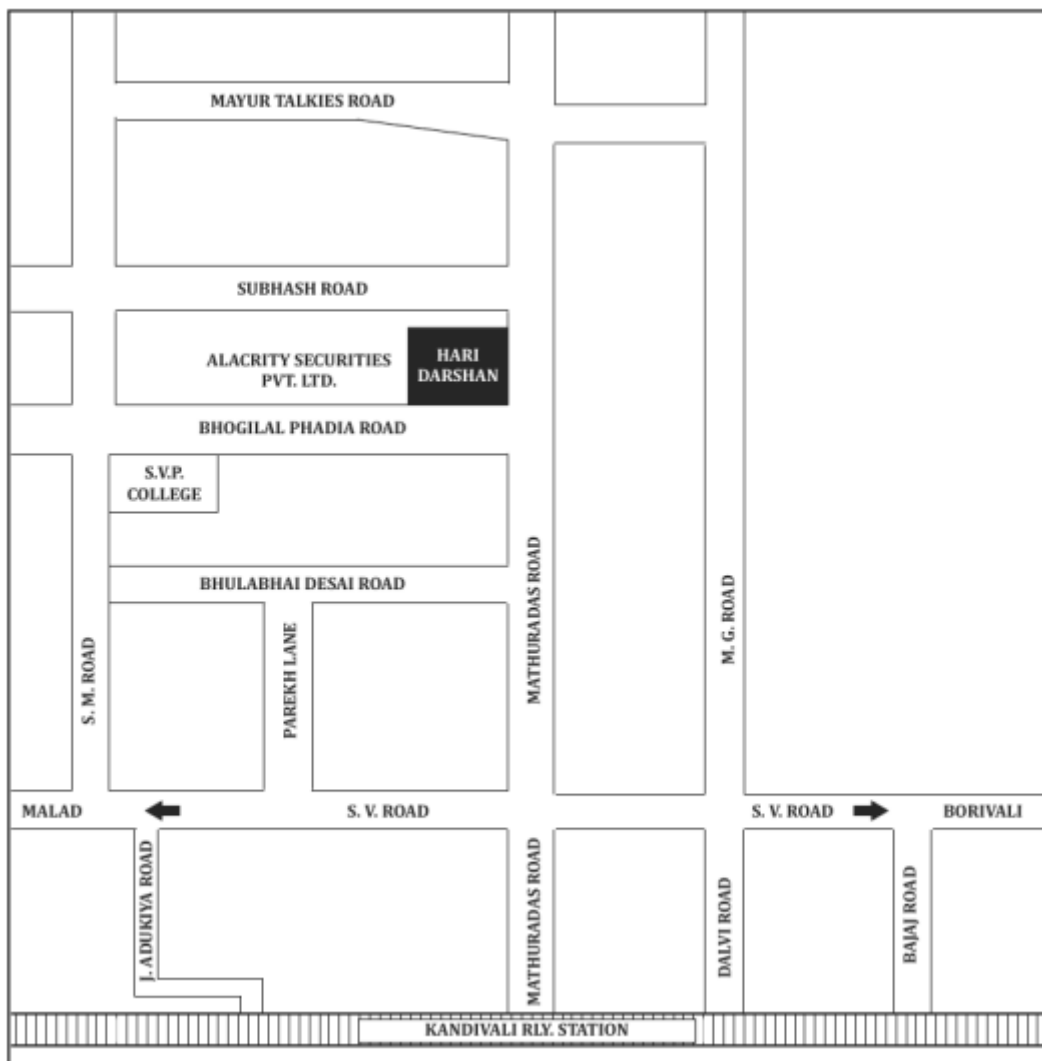 MAYUR TALKIES ROAD
SUBHASH ROAD
ALACRITY SECURITIES
PVT. LTD.
HARI
DARSHAN
BHOGILAL PHADIA ROAD
S.V.P.
COLLEGE
BHULABHAI DESAI ROAD
S. M. ROAD
PAREKH LANE
MATHURADAS ROAD
M. G. ROAD
MALAD
S. V. ROAD
S. V. ROAD
BORIVALI
J. ADUKIYA ROAD
MATHURADAS ROAD
DALVI ROAD
BAJAJ ROAD
KANDIVALI RLY. STATION